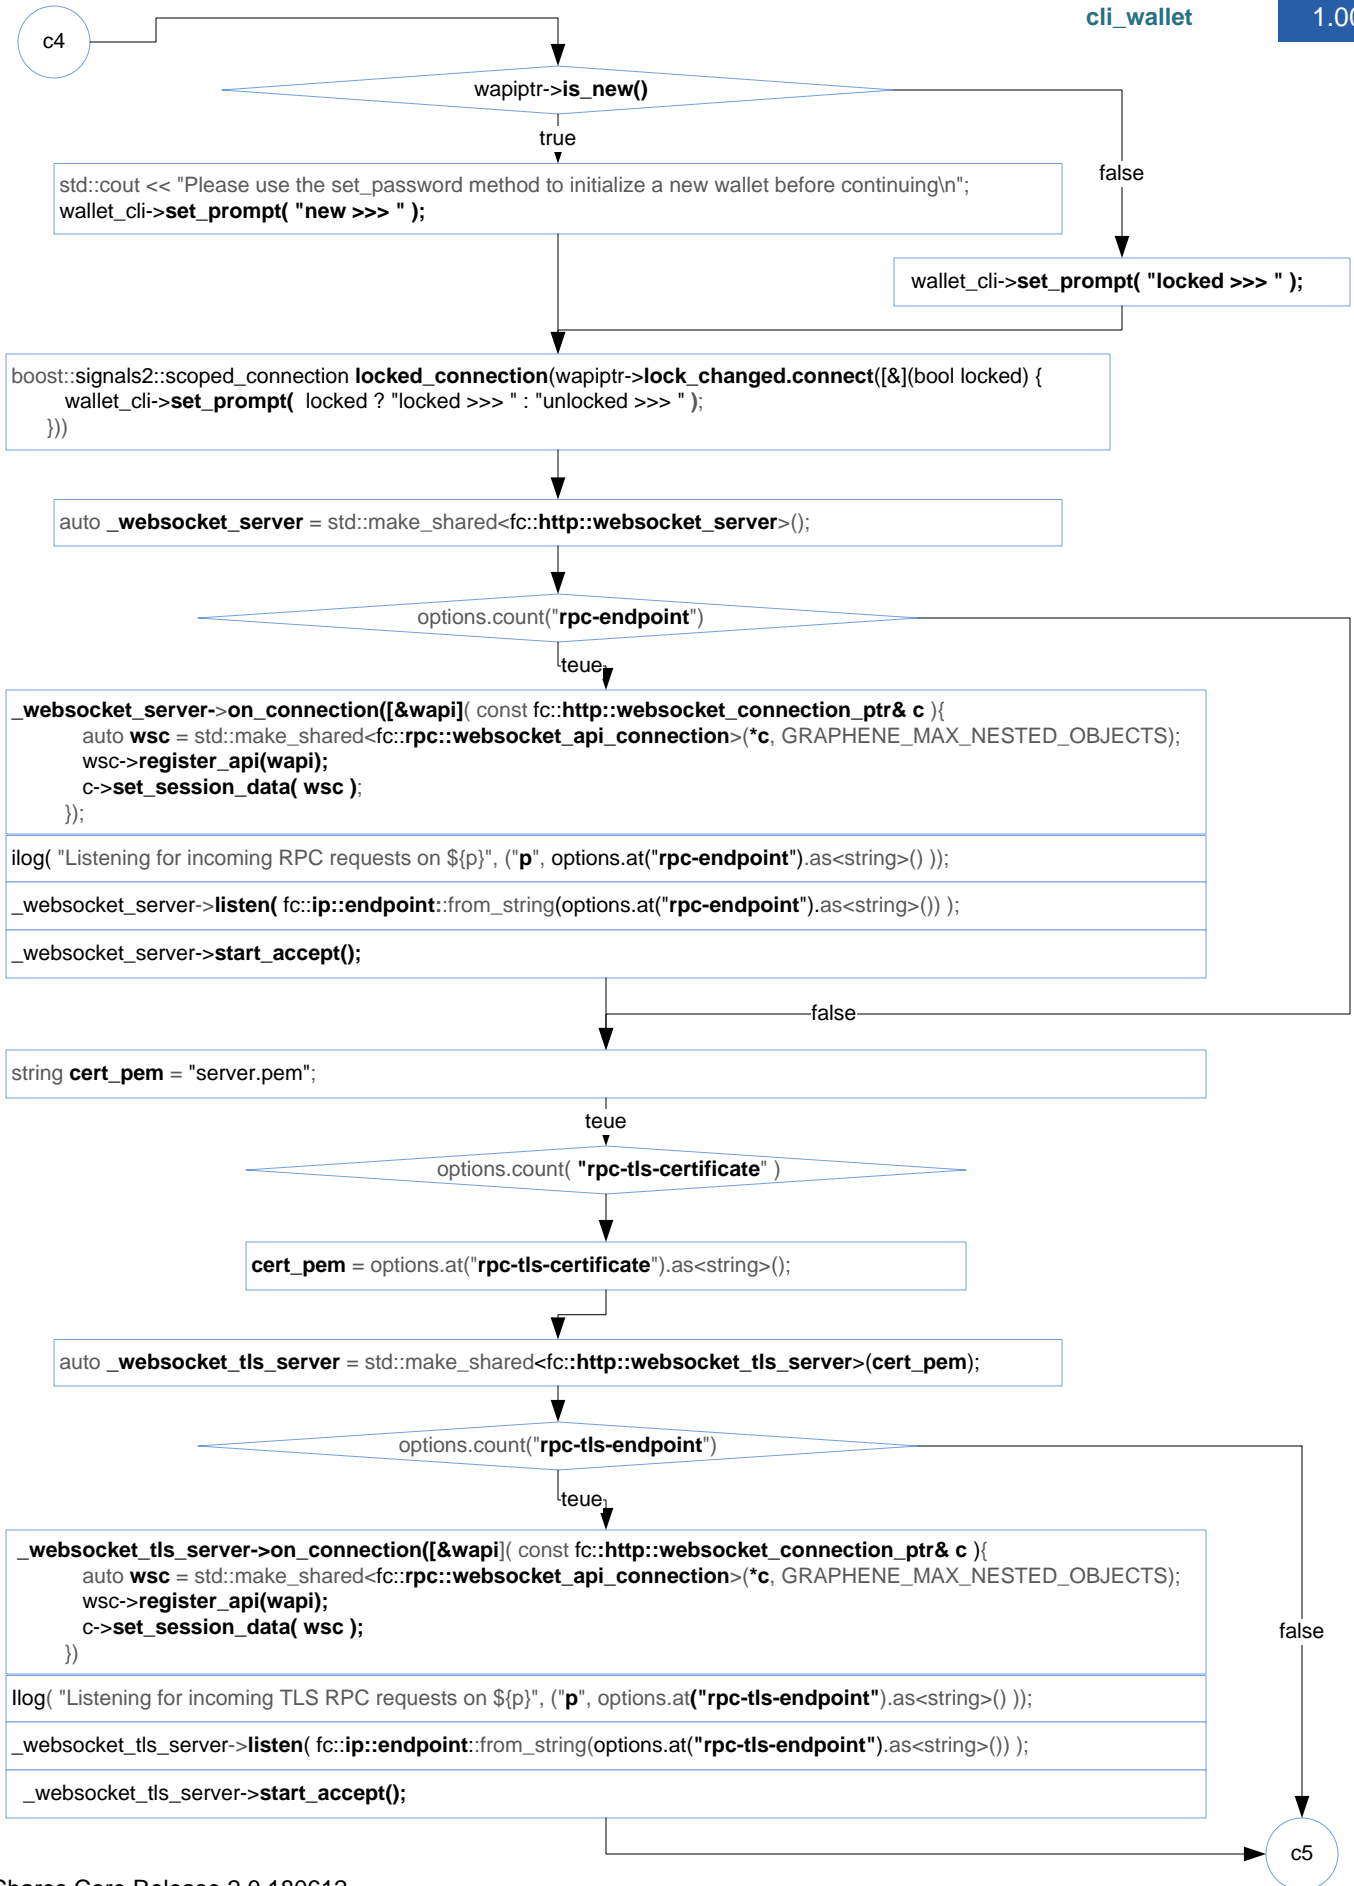 cli_wallet
1.00
c4
wapiptr->is_new()
true
false
std::cout << "Please use the set_password method to initialize a new wallet before continuing\n";
wallet_cli->set_prompt( "new >>> " );
wallet_cli->set_prompt( "locked >>> " );
boost::signals2::scoped_connection locked_connection(wapiptr->lock_changed.connect([&](bool locked) {
wallet_cli->set_prompt(  locked ? "locked >>> " : "unlocked >>> " );
}))
auto _websocket_server = std::make_shared<fc::http::websocket_server>();
options.count("rpc-endpoint")
teue
_websocket_server->on_connection([&wapi]( const fc::http::websocket_connection_ptr& c ){
auto wsc = std::make_shared<fc::rpc::websocket_api_connection>(*c, GRAPHENE_MAX_NESTED_OBJECTS);
wsc->register_api(wapi);
c->set_session_data( wsc );
});
ilog( "Listening for incoming RPC requests on ${p}", ("p", options.at("rpc-endpoint").as<string>() ));
_websocket_server->listen( fc::ip::endpoint::from_string(options.at("rpc-endpoint").as<string>()) );
_websocket_server->start_accept();
false
string cert_pem = "server.pem";
teue
options.count( "rpc-tls-certificate" )
cert_pem = options.at("rpc-tls-certificate").as<string>();
auto _websocket_tls_server = std::make_shared<fc::http::websocket_tls_server>(cert_pem);
options.count("rpc-tls-endpoint")
teue
_websocket_tls_server->on_connection([&wapi]( const fc::http::websocket_connection_ptr& c ){
auto wsc = std::make_shared<fc::rpc::websocket_api_connection>(*c, GRAPHENE_MAX_NESTED_OBJECTS);
wsc->register_api(wapi);
c->set_session_data( wsc );
})
false
Ilog( "Listening for incoming TLS RPC requests on ${p}", ("p", options.at("rpc-tls-endpoint").as<string>() ));
_websocket_tls_server->listen( fc::ip::endpoint::from_string(options.at("rpc-tls-endpoint").as<string>()) );
_websocket_tls_server->start_accept();
c5